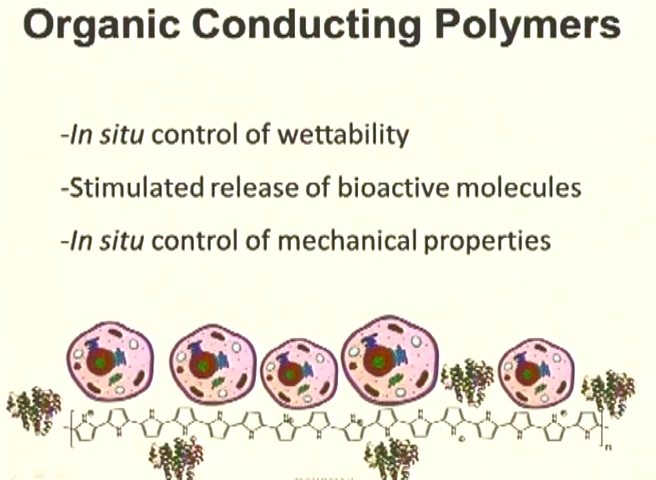 Organic Conducting Polymers
-In situ control of wettability
-Stimulated release of bioactive molecules
-In situ control of mechanical properties
n